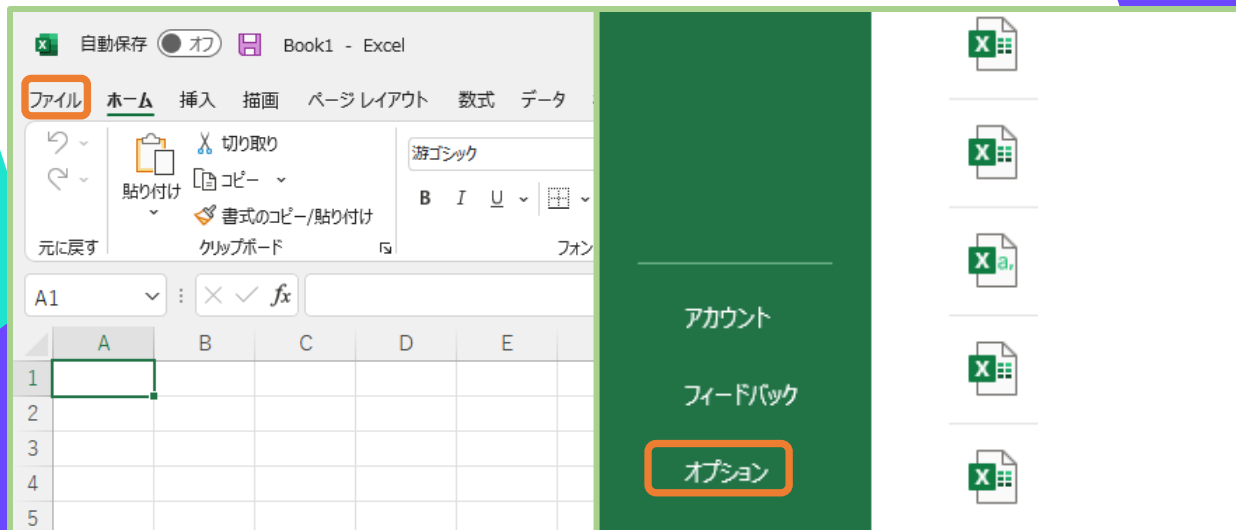 自動保存 オフ Book1 - Excel
ファイル ホーム 挿入 描画 ページ レイアウト 数式 データ
切り取り
コピー
貼り付け
書式のコピー/貼り付け
游ゴシック
B I U
元に戻す クリップボード フォン
A1 fx
A B C D E
1
2
3
4
5
アカウント
フィードバック
オプション
X
X
X a,
X
X